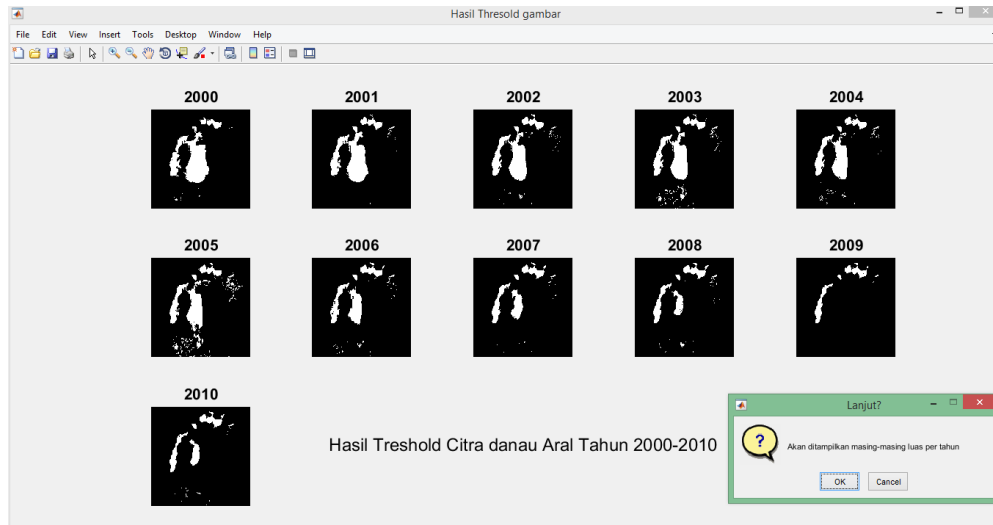 Hasil Thresold gambar
File Edit View Insert Tools Desktop Window Help
2000 2001 2002 2003 2004
2005 2006 2007 2008 2009
2010
Hasil Treshold Citra danau Aral Tahun 2000-2010
Lanjut?
?
Akan ditampilkan masing-masing luas per tahun
OK Cancel